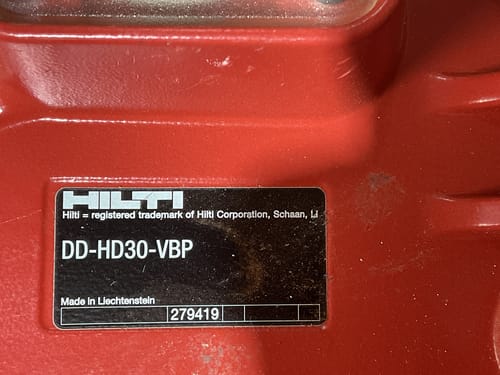 HILTI
Hilti = registered trademark of Hilti Corporation, Schaan, LI
DD-HD30-VBP
Made in Liechtenstein
279419